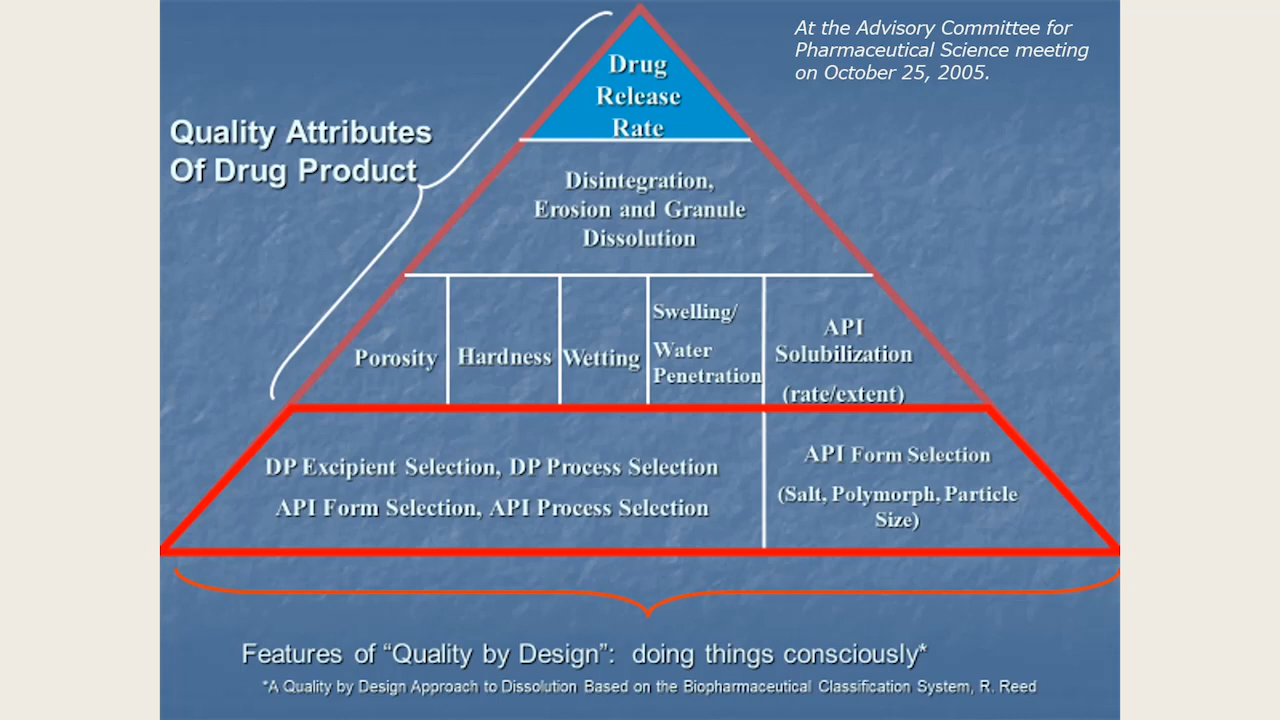 At the Advisory Committee for
Pharmaceutical Science meeting
on October 25, 2005.
Drug
Release
Rate
Quality Attributes
Of Drug Product
Disintegration,
Erosion and Granule
Dissolution
Porosity
Hardness
Wetting
Swelling/
Water
Penetration
API
Solubilization
(rate/extent)
DP Excipient Selection, DP Process Selection
API Form Selection, API Process Selection
API Form Selection
(Salt, Polymorph, Particle
Size)
Features of “Quality by Design”: doing things consciously*
*A Quality by Design Approach to Dissolution Based on the Biopharmaceutical Classification System, R. Reed